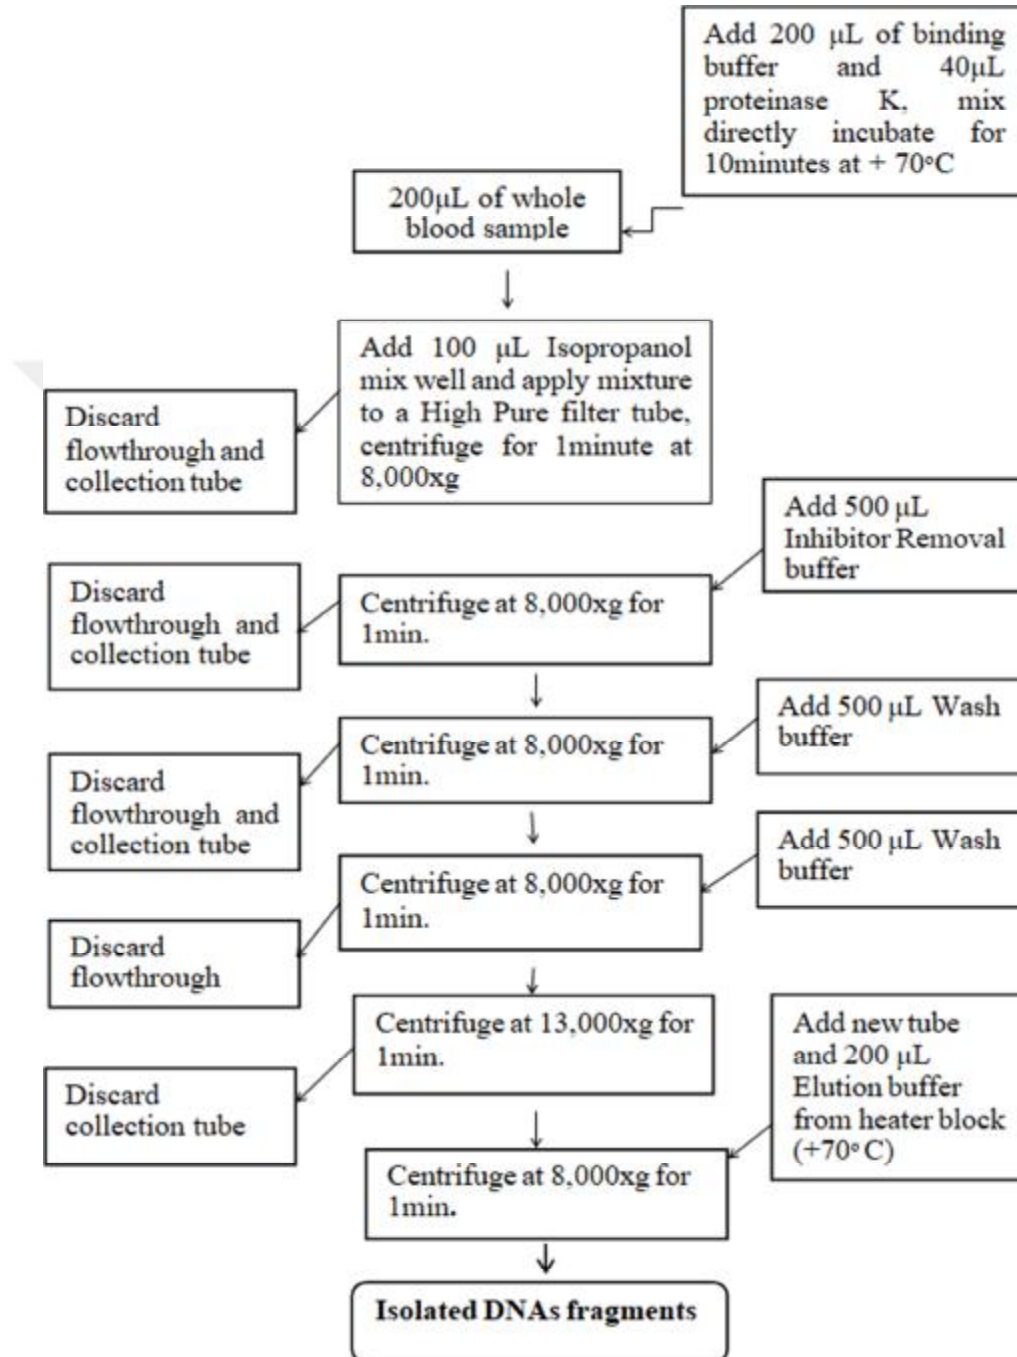 Add 200 μL of binding
buffer and 40μL
proteinase K, mix
directly incubate for
10minutes at + 70°C
200μL of whole
blood sample
Add 100 μL Isopropanol
mix well and apply mixture
to a High Pure filter tube,
centrifuge for 1minute at
8,000xg
Discard
flowthrough and
collection tube
Add 500 μL
Inhibitor Removal
buffer
Centrifuge at 8,000xg for
1min.
Discard
flowthrough and
collection tube
Add 500 μL Wash
buffer
Centrifuge at 8,000xg for
1min.
Discard
flowthrough and
collection tube
Add 500 μL Wash
buffer
Centrifuge at 8,000xg for
1min.
Discard
flowthrough
Centrifuge at 13,000xg for
1min.
Discard
collection tube
Add new tube
and 200 μL
Elution buffer
from heater block
(+70° C)
Centrifuge at 8,000xg for
1min.
Isolated DNAs fragments